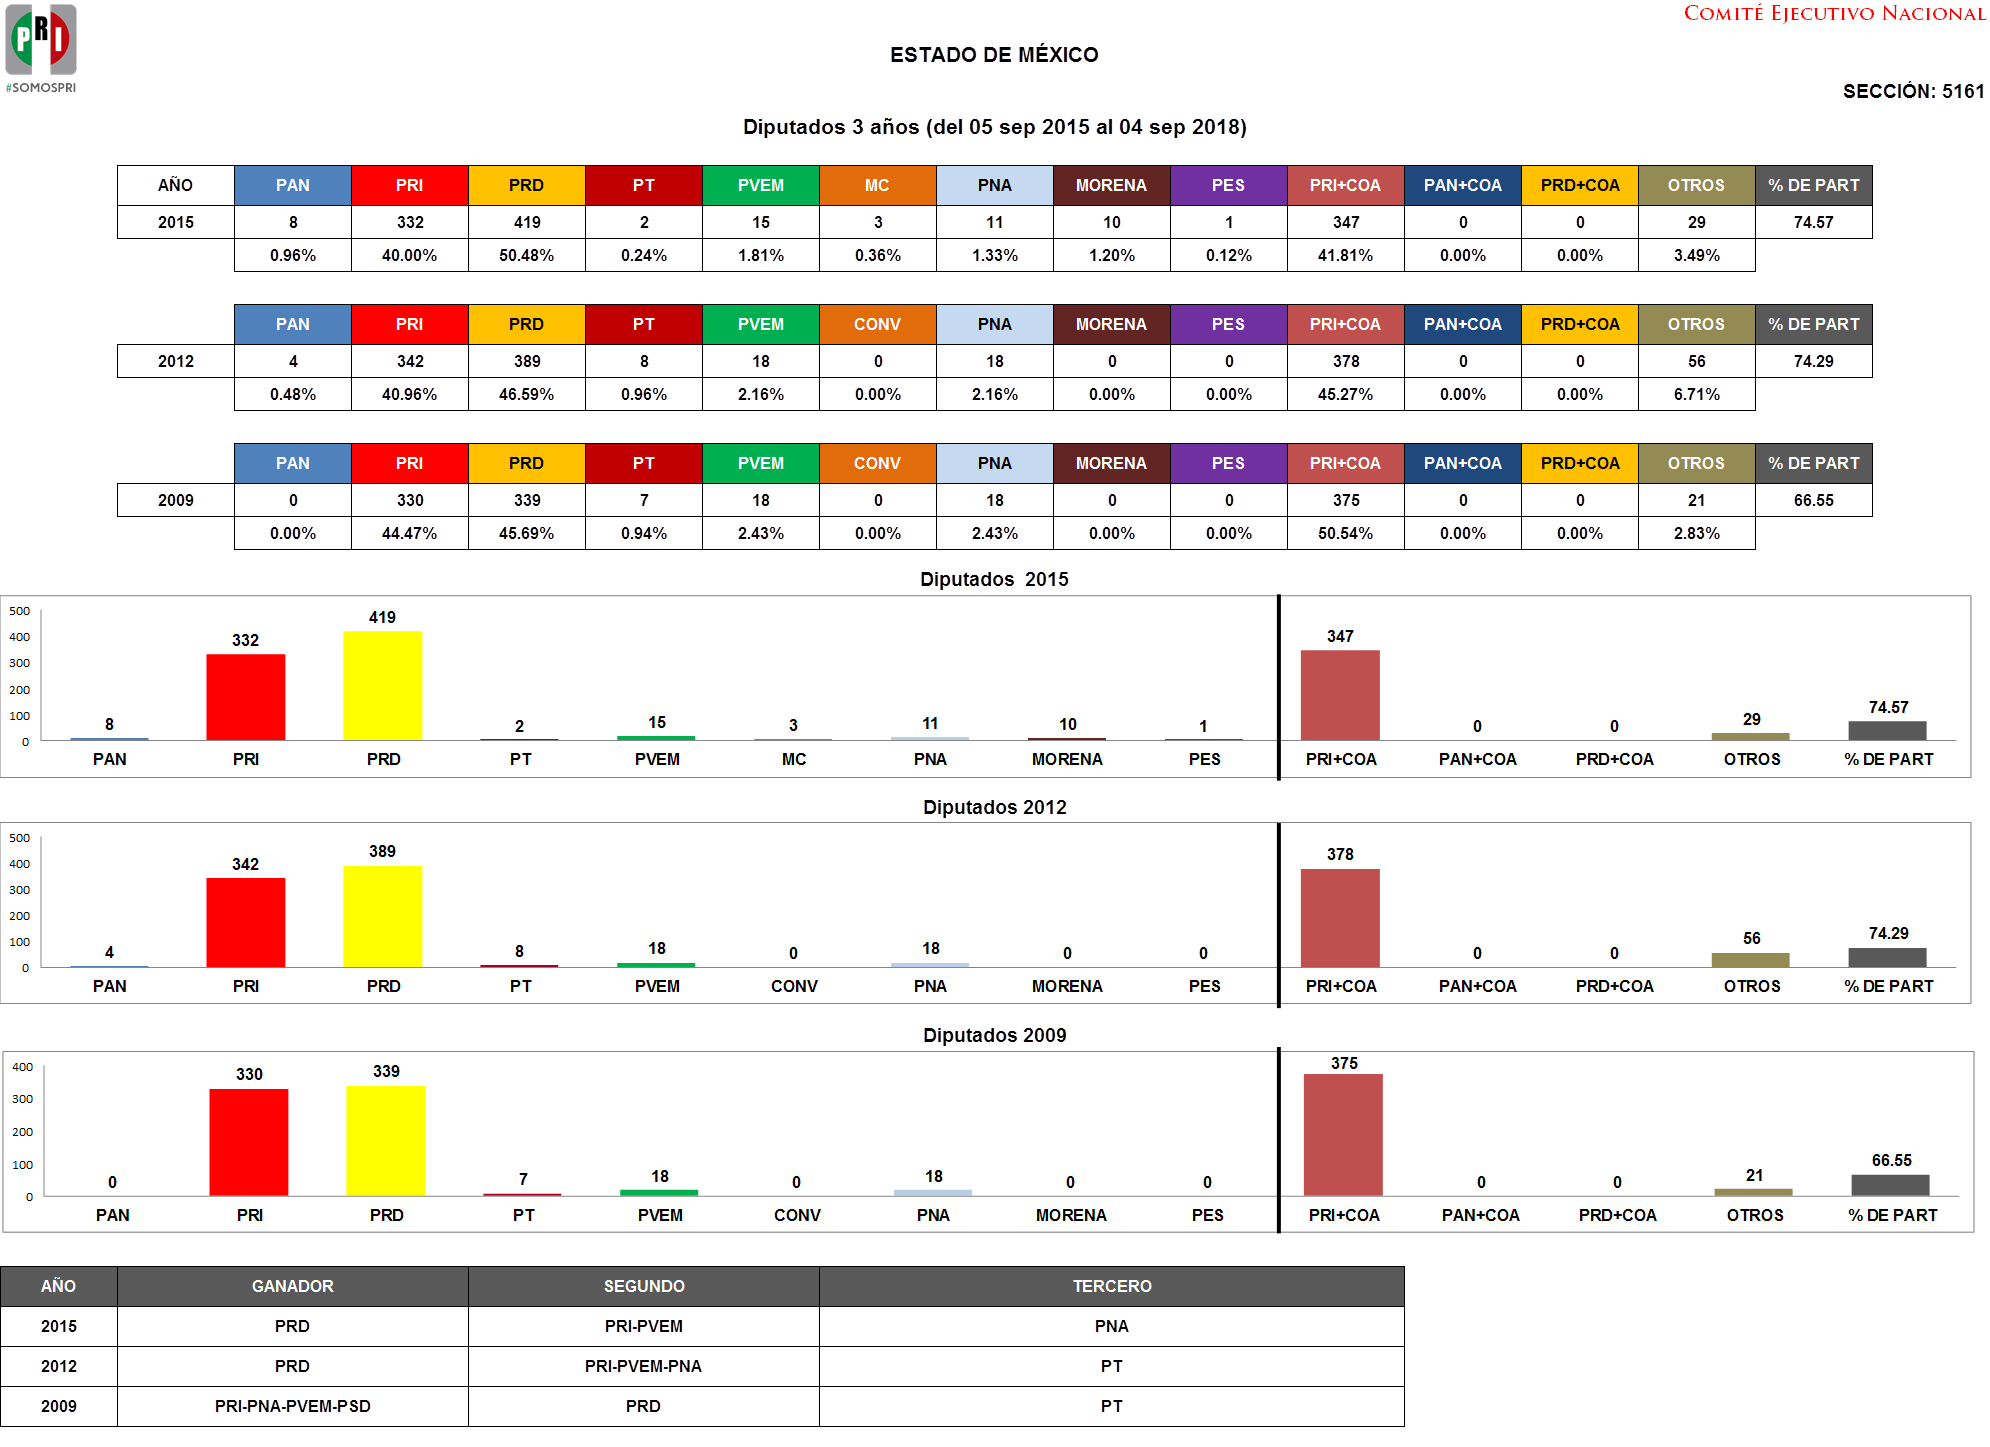 PRI
#SOMOSPRI
COMITÉ EJECUTIVO NACIONAL
ESTADO DE MÉXICO
SECCIÓN: 5161
Diputados 3 años (del 05 sep 2015 al 04 sep 2018)
AÑO PAN PRI PRD PT PVEM MC PNA MORENA PES PRI+COA PAN+COA PRD+COA OTROS % DE PART
2015 8 332 419 2 15 3 11 10 1 347 0 0 29 74.57
0.96% 40.00% 50.48% 0.24% 1.81% 0.36% 1.33% 1.20% 0.12% 41.81% 0.00% 0.00% 3.49%
PAN PRI PRD PT PVEM CONV PNA MORENA PES PRI+COA PAN+COA PRD+COA OTROS % DE PART
2012 4 342 389 8 18 0 18 0 0 378 0 0 56 74.29
0.48% 40.96% 46.59% 0.96% 2.16% 0.00% 2.16% 0.00% 0.00% 45.27% 0.00% 0.00% 6.71%
PAN PRI PRD PT PVEM CONV PNA MORENA PES PRI+COA PAN+COA PRD+COA OTROS % DE PART
2009 0 330 339 7 18 0 18 0 0 375 0 0 21 66.55
0.00% 44.47% 45.69% 0.94% 2.43% 0.00% 2.43% 0.00% 0.00% 50.54% 0.00% 0.00% 2.83%
Diputados 2015
500
400
300
200
100
0
8 332 419 2 15 3 11 10 1 347 0 0 29 74.57
PAN PRI PRD PT PVEM MC PNA MORENA PES PRI+COA PAN+COA PRD+COA OTROS % DE PART
Diputados 2012
500
400
300
200
100
0
4 342 389 8 18 0 18 0 0 378 0 0 56 74.29
PAN PRI PRD PT PVEM CONV PNA MORENA PES PRI+COA PAN+COA PRD+COA OTROS % DE PART
Diputados 2009
400
300
200
100
0
0 330 339 7 18 0 18 0 0 375 0 0 21 66.55
PAN PRI PRD PT PVEM CONV PNA MORENA PES PRI+COA PAN+COA PRD+COA OTROS % DE PART
AÑO GANADOR SEGUNDO TERCERO
2015 PRD PRI-PVEM PNA
2012 PRD PRI-PVEM-PNA PT
2009 PRI-PNA-PVEM-PSD PRD PT